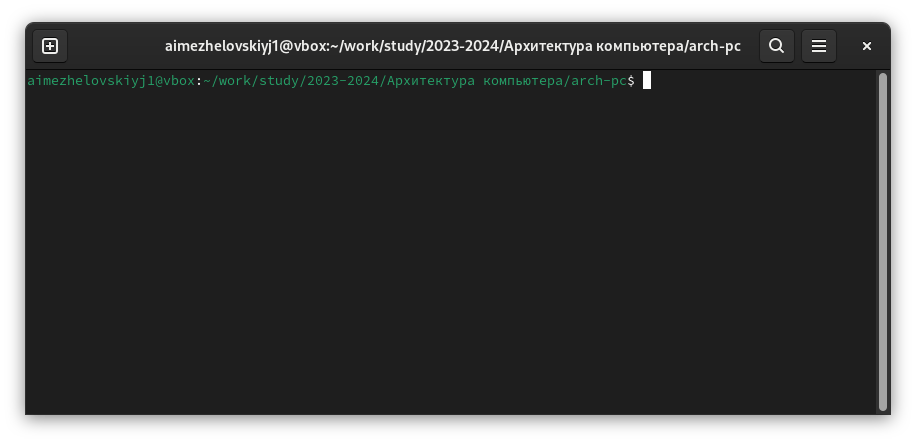 aimezhelovskiyj1@vbox:~/work/study/2023-2024/Архитектура компьютера/arch-pc
aimezhelovskiyj1@vbox:~/work/study/2023-2024/Архитектура компьютера/arch-pc$